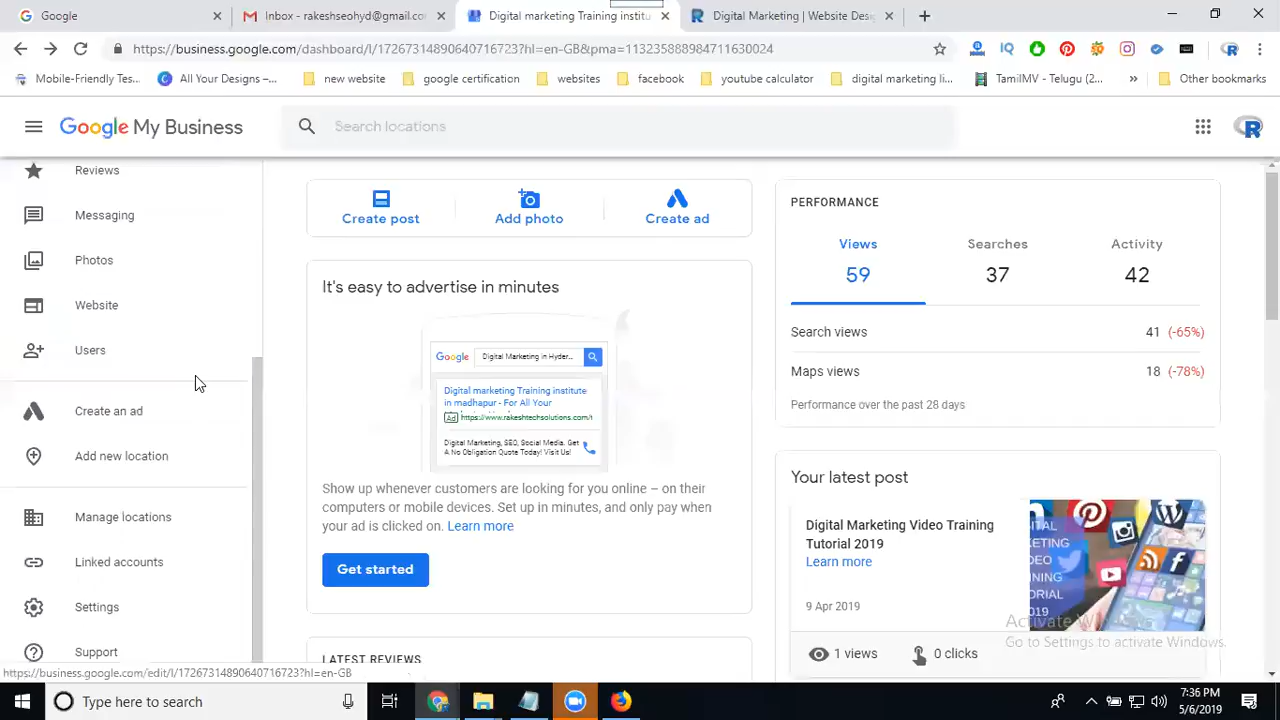 Google
Inbox - rakeshseohyd@gmail.co
Digital marketing Training institu
Digital Marketing | Website Des
https://business.google.com/dashboard/l/17267314890640716723?hl=en-GB&pma=113235888984711630024
Mobile-Friendly Tes...
All Your Designs –...
new website
google certification
websites
facebook
youtube calculator
digital marketing li...
TamilMV - Telugu (2...
Other bookmarks
Google My Business
Search locations
Reviews
Messaging
Photos
Website
Users
Create an ad
Add new location
Manage locations
Linked accounts
Settings
Support
Create post
Add photo
Create ad
It's easy to advertise in minutes
Google
Digital Marketing in Hyder...
Digital marketing Training institute
in madhapur - For All Your
Ad https://www.rakeshtechsolutions.com/
Digital Marketing, SEO, Social Media. Get
A No Obligation Quote Today! Visit Us!
Show up whenever customers are looking for you online – on their
computers or mobile devices. Set up in minutes, and only pay when
your ad is clicked on. Learn more
Get started
LATEST REVIEWS
PERFORMANCE
Views
59
Searches
37
Activity
42
Search views 41 (-65%)
Maps views 18 (-78%)
Performance over the past 28 days
Your latest post
Digital Marketing Video Training
Tutorial 2019
Learn more
9 Apr 2019
1 views
0 clicks
Go to Settings to activate Windows.
https://business.google.com/edit/l/17267314890640716723?hl=en-GB
Type here to search
7:36 PM
5/6/2019